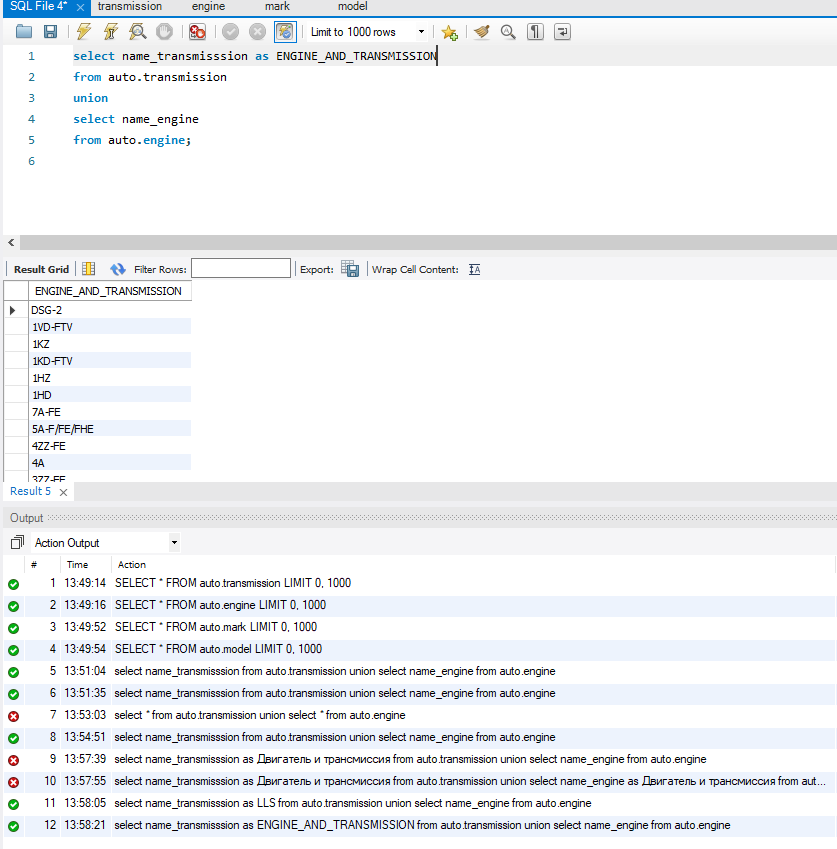 SQL File 4* transmission engine mark model
Limit to 1000 rows
1 select name_transmisssion as ENGINE_AND_TRANSMISSION
2 from auto.transmission
3 union
4 select name_engine
5 from auto.engine;
6
Result Grid Filter Rows: Export: Wrap Cell Content:
ENGINE_AND_TRANSMISSION
DSG-2
1VD-FTV
1KZ
1KD-FTV
1HZ
1HD
7A-FE
5A-F/FE/FHE
4ZZ-FE
4A
3ZZ-FE
Result 5
Output
Action Output
# Time Action
1 13:49:14 SELECT * FROM auto.transmission LIMIT 0, 1000
2 13:49:16 SELECT * FROM auto.engine LIMIT 0, 1000
3 13:49:52 SELECT * FROM auto.mark LIMIT 0, 1000
4 13:49:54 SELECT * FROM auto.model LIMIT 0, 1000
5 13:51:04 select name_transmisssion from auto.transmission union select name_engine from auto.engine
6 13:51:35 select name_transmisssion from auto.transmission union select name_engine from auto.engine
7 13:53:03 select * from auto.transmission union select * from auto.engine
8 13:54:51 select name_transmisssion from auto.transmission union select name_engine from auto.engine
9 13:57:39 select name_transmisssion as Двигатель и трансмиссия from auto.transmission union select name_engine from auto.engine
10 13:57:55 select name_transmisssion as Двигатель и трансмиссия from auto.transmission union select name_engine as Двигатель и трансмиссия from aut...
11 13:58:05 select name_transmisssion as LLS from auto.transmission union select name_engine from auto.engine
12 13:58:21 select name_transmisssion as ENGINE_AND_TRANSMISSION from auto.transmission union select name_engine from auto.engine